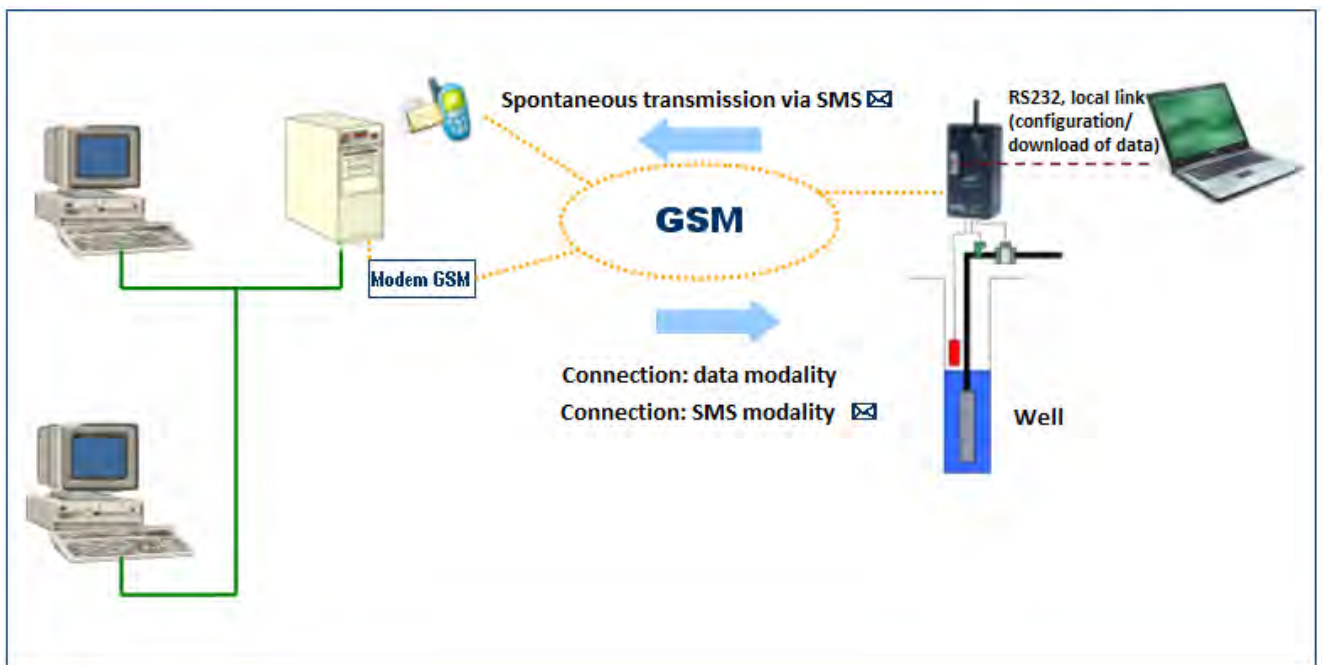 Spontaneous transmission via SMS
RS232, local link
(configuration/
download of data)
GSM
Modem GSM
Connection: data modality
Connection: SMS modality
Well